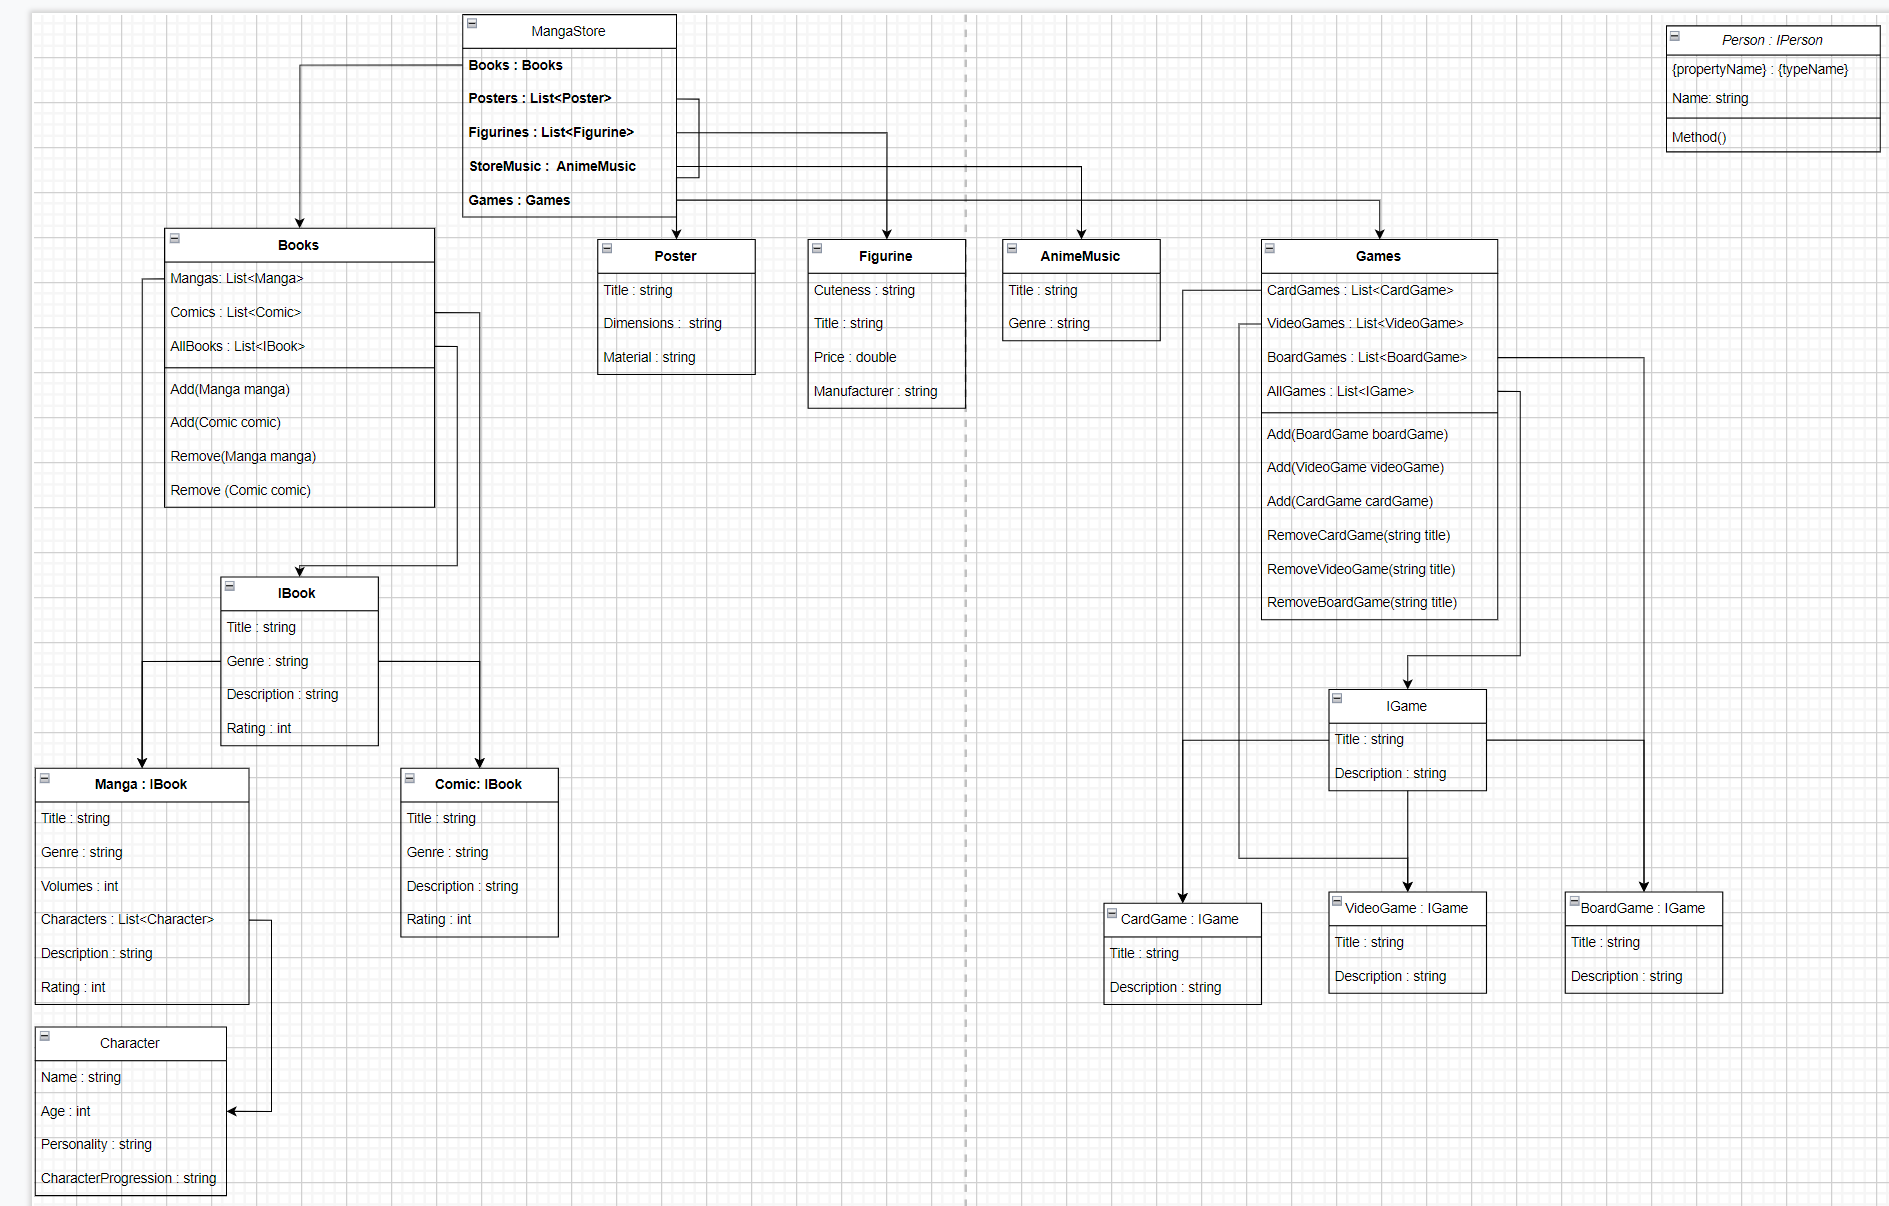 MangaStore
Books : Books
Posters : List<Poster>
Figurines : List<Figurine>
StoreMusic :  AnimeMusic
Games : Games
Person : IPerson
{propertyName} : {typeName}
Name: string
Method()
Books
Mangas: List<Manga>
Comics : List<Comic>
AllBooks : List<IBook>
Add(Manga manga)
Add(Comic comic)
Remove(Manga manga)
Remove (Comic comic)
Poster
Title : string
Dimensions :  string
Material : string
Figurine
Cuteness : string
Title : string
Price : double
Manufacturer : string
AnimeMusic
Title : string
Genre : string
Games
CardGames : List<CardGame>
VideoGames : List<VideoGame>
BoardGames : List<BoardGame>
AllGames : List<IGame>
Add(BoardGame boardGame)
Add(VideoGame videoGame)
Add(CardGame cardGame)
RemoveCardGame(string title)
RemoveVideoGame(string title)
RemoveBoardGame(string title)
IBook
Title : string
Genre : string
Description : string
Rating : int
IGame
Title : string
Description : string
Manga : IBook
Title : string
Genre : string
Volumes : int
Characters : List<Character>
Description : string
Rating : int
Comic: IBook
Title : string
Genre : string
Description : string
Rating : int
CardGame : IGame
Title : string
Description : string
VideoGame : IGame
Title : string
Description : string
BoardGame : IGame
Title : string
Description : string
Character
Name : string
Age : int
Personality : string
CharacterProgression : string